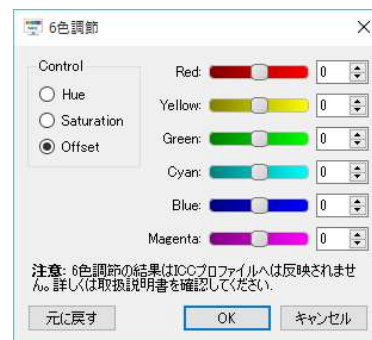 6色調節
Control
Hue
Saturation
Offset
Red: 0
Yellow: 0
Green: 0
Cyan: 0
Blue: 0
Magenta: 0
注意: 6色調節の結果はICCプロファイルへは反映されませ
ん。詳しくは取扱説明書を確認してください.
元に戻す OK キャンセル